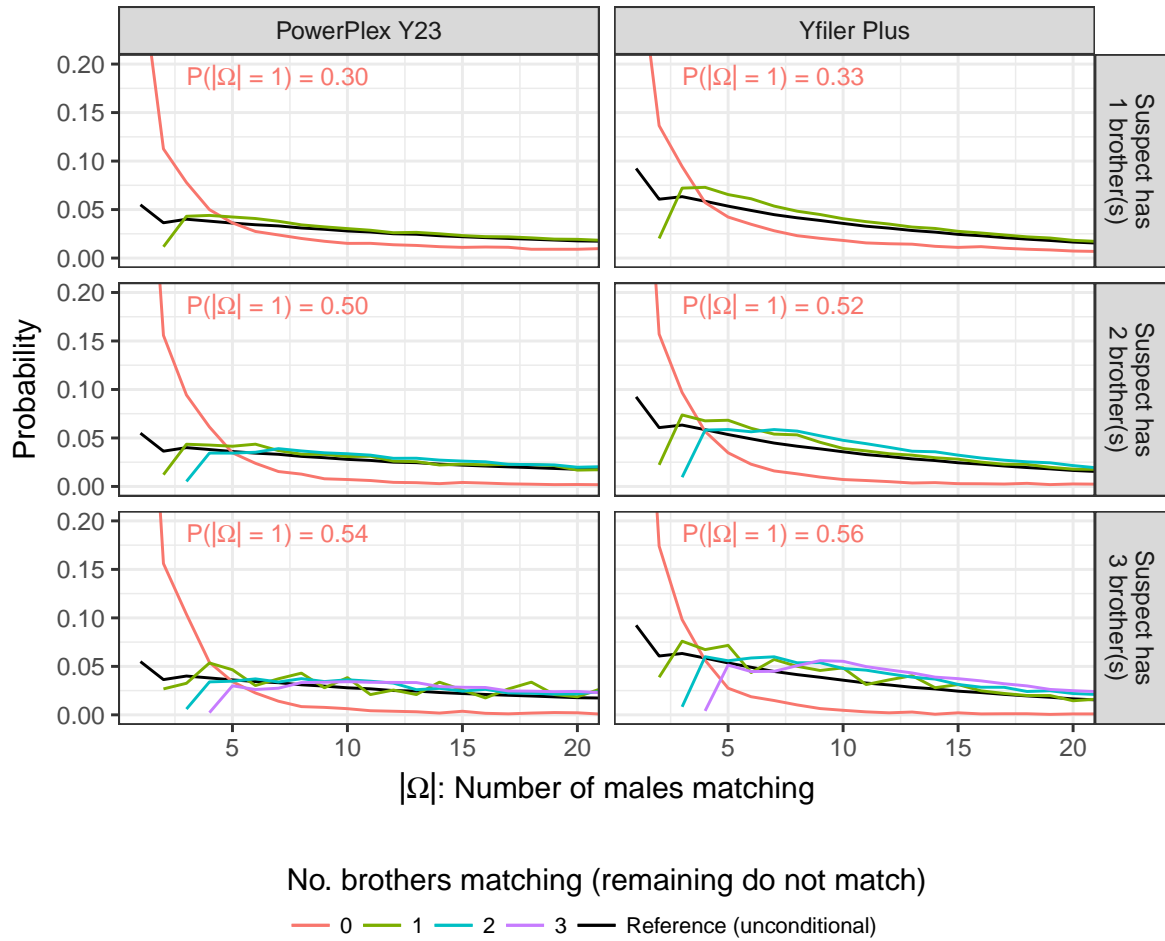 PowerPlex Y23
Yfiler Plus
0.20
0.15
0.10
0.05
0.00
P(|Ω| = 1) = 0.30
P(|Ω| = 1) = 0.33
Suspect has
1 brother(s)
0.20
0.15
0.10
0.05
0.00
P(|Ω| = 1) = 0.50
P(|Ω| = 1) = 0.52
Suspect has
2 brother(s)
0.20
0.15
0.10
0.05
0.00
P(|Ω| = 1) = 0.54
P(|Ω| = 1) = 0.56
Suspect has
3 brother(s)
Probability
5 10 15 20
5 10 15 20
|Ω|: Number of males matching
No. brothers matching (remaining do not match)
0 1 2 3 Reference (unconditional)